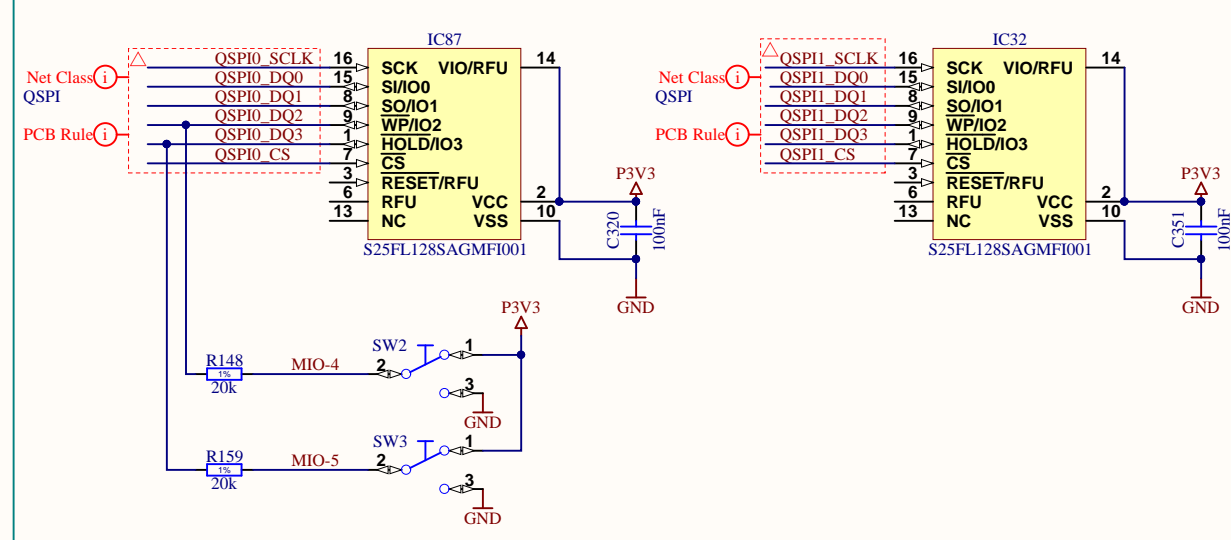 IC87
QSPI0_SCLK 16 SCK VIO/RFU 14
Net Class i QSPI0_DQ0 15 SI/IO0
QSPI QSPI0_DQ1 8 SO/IO1
QSPI0_DQ2 9 WP/IO2
PCB Rule i QSPI0_DQ3 1 HOLD/IO3
QSPI0_CS 7 CS
3 RESET/RFU
6 RFU VCC 2
13 NC VSS 10
S25FL128SAGMFI001
P3V3
C320
100nF
GND
IC32
QSPI1_SCLK 16 SCK VIO/RFU 14
Net Class i QSPI1_DQ0 15 SI/IO0
QSPI QSPI1_DQ1 8 SO/IO1
QSPI1_DQ2 9 WP/IO2
PCB Rule i QSPI1_DQ3 1 HOLD/IO3
QSPI1_CS 7 CS
3 RESET/RFU
6 RFU VCC 2
13 NC VSS 10
S25FL128SAGMFI001
P3V3
C351
100nF
GND
P3V3
SW2
R148 MIO-4 2 1
1%
20k
3
GND
SW3
R159 MIO-5 2 1
1%
20k
3
GND